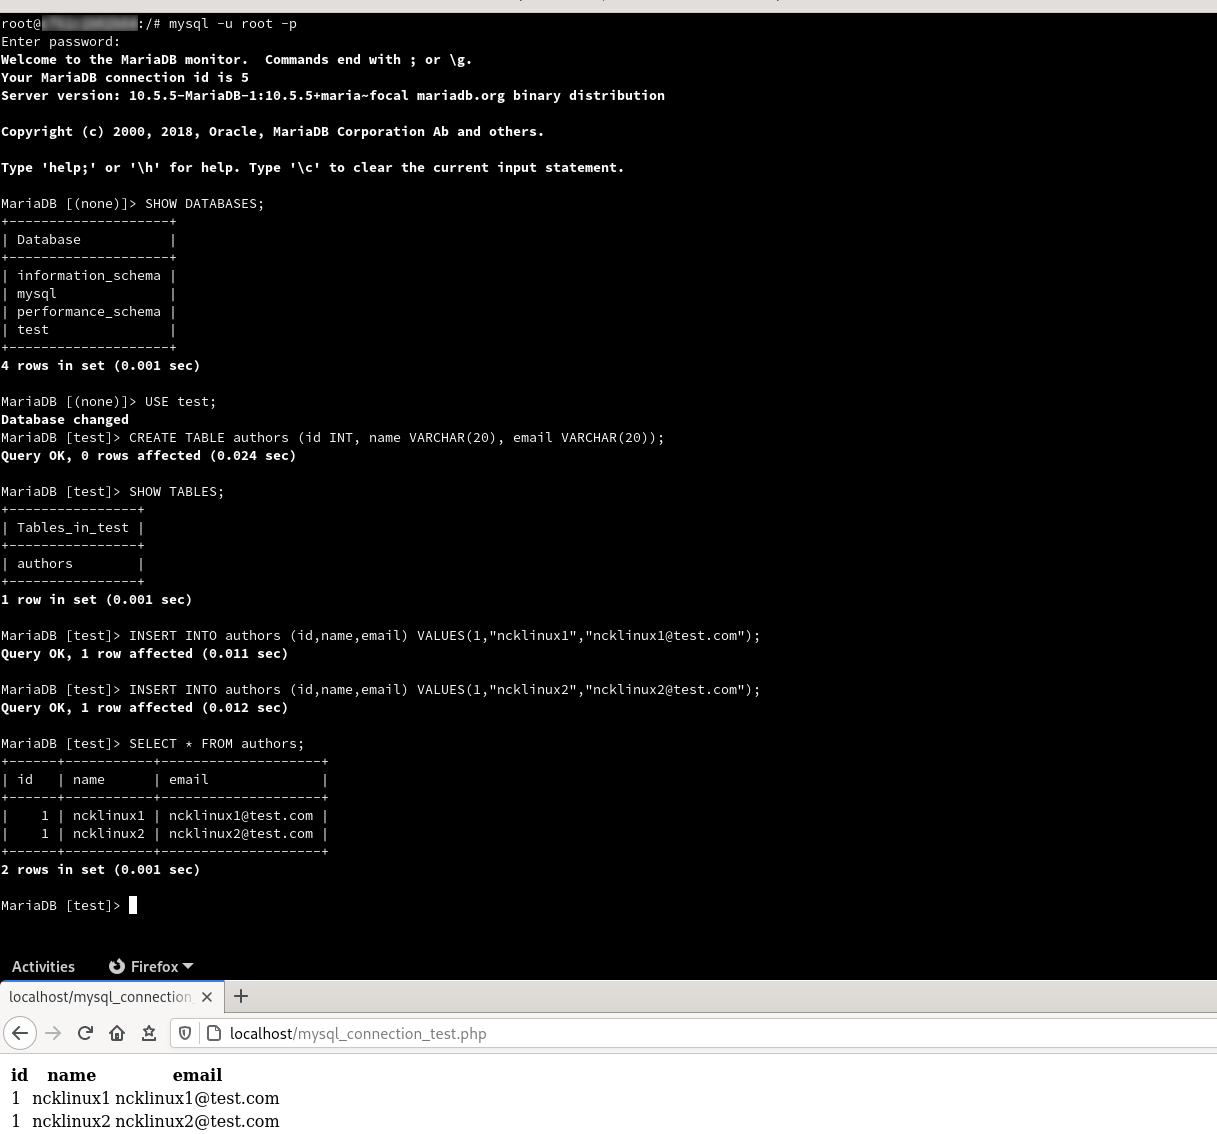 root@:/# mysql -u root -p
Enter password:
Welcome to the MariaDB monitor.  Commands end with ; or \g.
Your MariaDB connection id is 5
Server version: 10.5.5-MariaDB-1:10.5.5+maria~focal mariadb.org binary distribution

Copyright (c) 2000, 2018, Oracle, MariaDB Corporation Ab and others.

Type 'help;' or '\h' for help. Type '\c' to clear the current input statement.

MariaDB [(none)]> SHOW DATABASES;
+--------------------+
| Database           |
+--------------------+
| information_schema |
| mysql              |
| performance_schema |
| test               |
+--------------------+
4 rows in set (0.001 sec)

MariaDB [(none)]> USE test;
Database changed
MariaDB [test]> CREATE TABLE authors (id INT, name VARCHAR(20), email VARCHAR(20));
Query OK, 0 rows affected (0.024 sec)

MariaDB [test]> SHOW TABLES;
+----------------+
| Tables_in_test |
+----------------+
| authors        |
+----------------+
1 row in set (0.001 sec)

MariaDB [test]> INSERT INTO authors (id,name,email) VALUES(1,"ncklinux1","ncklinux1@test.com");
Query OK, 1 row affected (0.011 sec)

MariaDB [test]> INSERT INTO authors (id,name,email) VALUES(1,"ncklinux2","ncklinux2@test.com");
Query OK, 1 row affected (0.012 sec)

MariaDB [test]> SELECT * FROM authors;
+------+-----------+--------------------+
| id   | name      | email              |
+------+-----------+--------------------+
|    1 | ncklinux1 | ncklinux1@test.com |
|    1 | ncklinux2 | ncklinux2@test.com |
+------+-----------+--------------------+
2 rows in set (0.001 sec)

MariaDB [test]>
Activities Firefox
localhost/mysql_connection_
localhost/mysql_connection_test.php
id name email
1 ncklinux1 ncklinux1@test.com
1 ncklinux2 ncklinux2@test.com